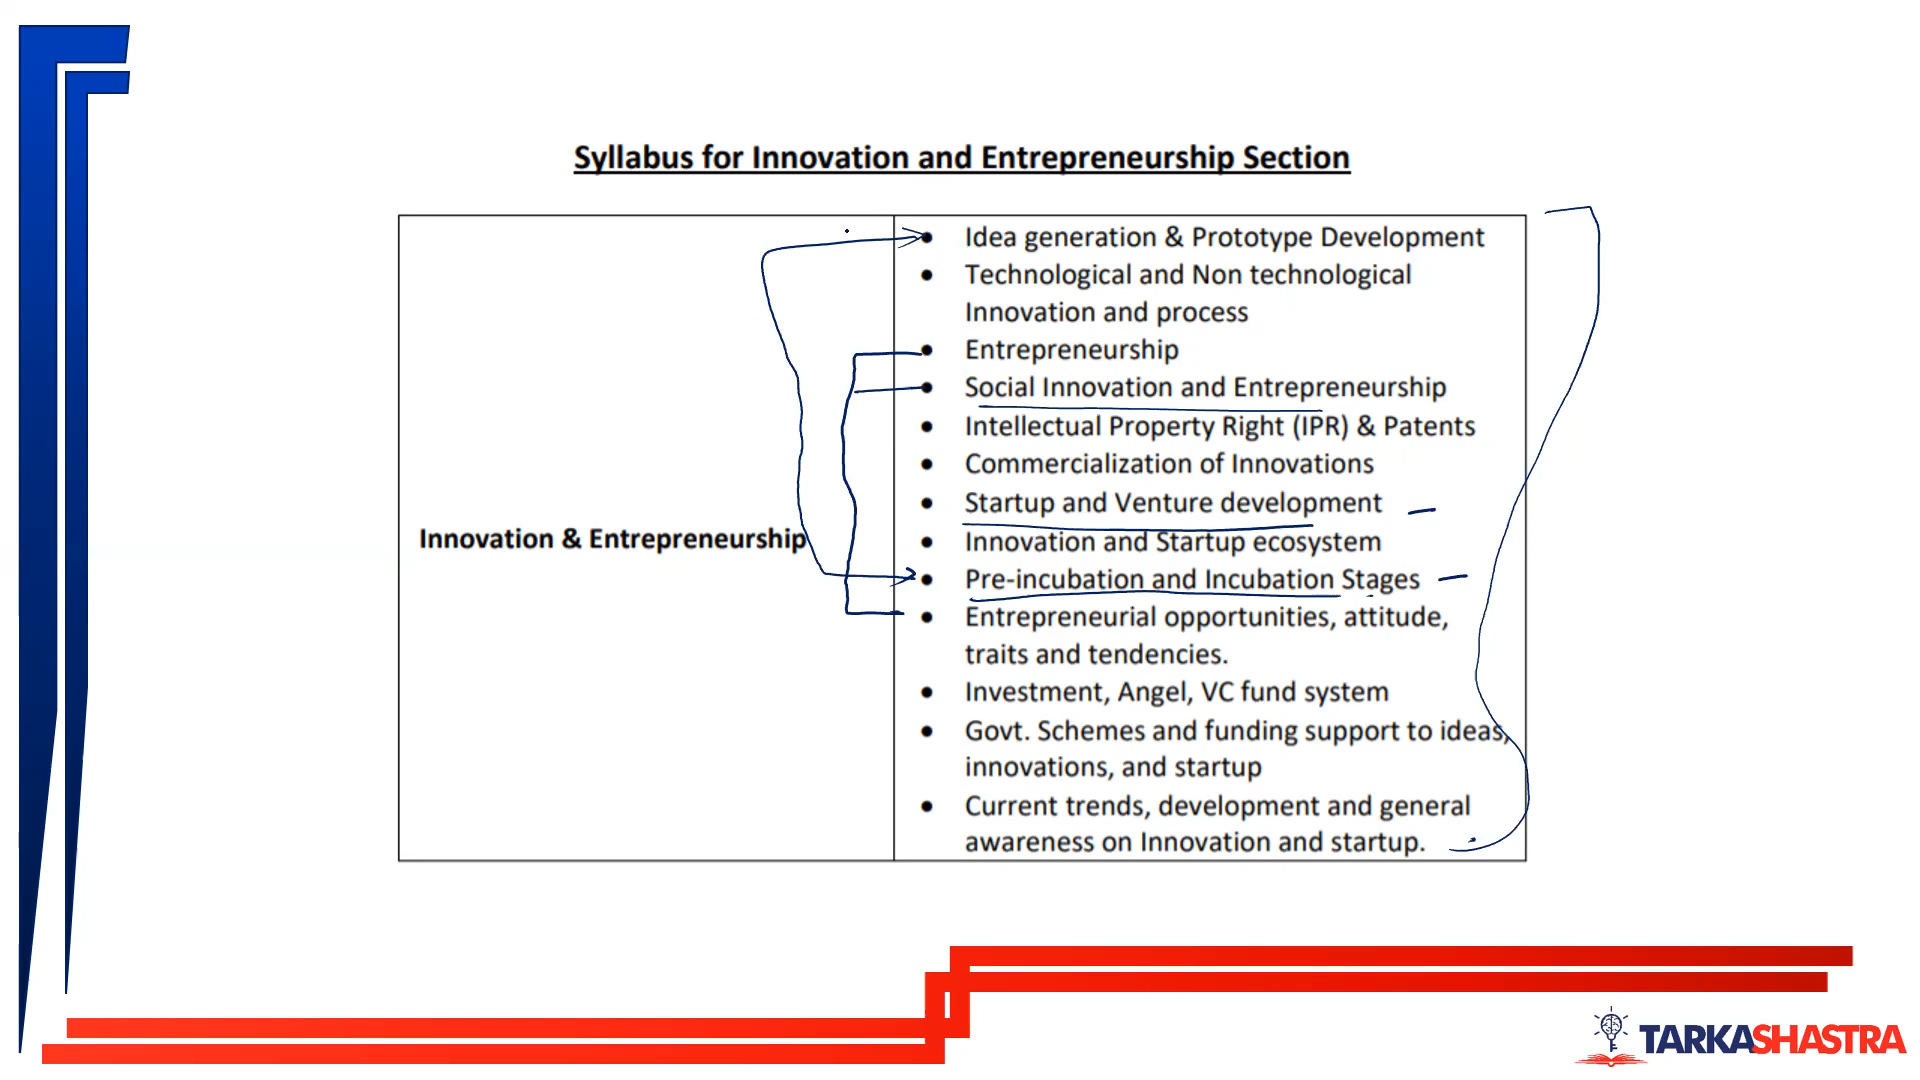 Syllabus for Innovation and Entrepreneurship Section
Innovation & Entrepreneurship
• Idea generation & Prototype Development
• Technological and Non technological
Innovation and process
• Entrepreneurship
• Social Innovation and Entrepreneurship
• Intellectual Property Right (IPR) & Patents
• Commercialization of Innovations
• Startup and Venture development
• Innovation and Startup ecosystem
• Pre-incubation and Incubation Stages
• Entrepreneurial opportunities, attitude,
traits and tendencies.
• Investment, Angel, VC fund system
• Govt. Schemes and funding support to ideas,
innovations, and startup
• Current trends, development and general
awareness on Innovation and startup.
TARKASHASTRA